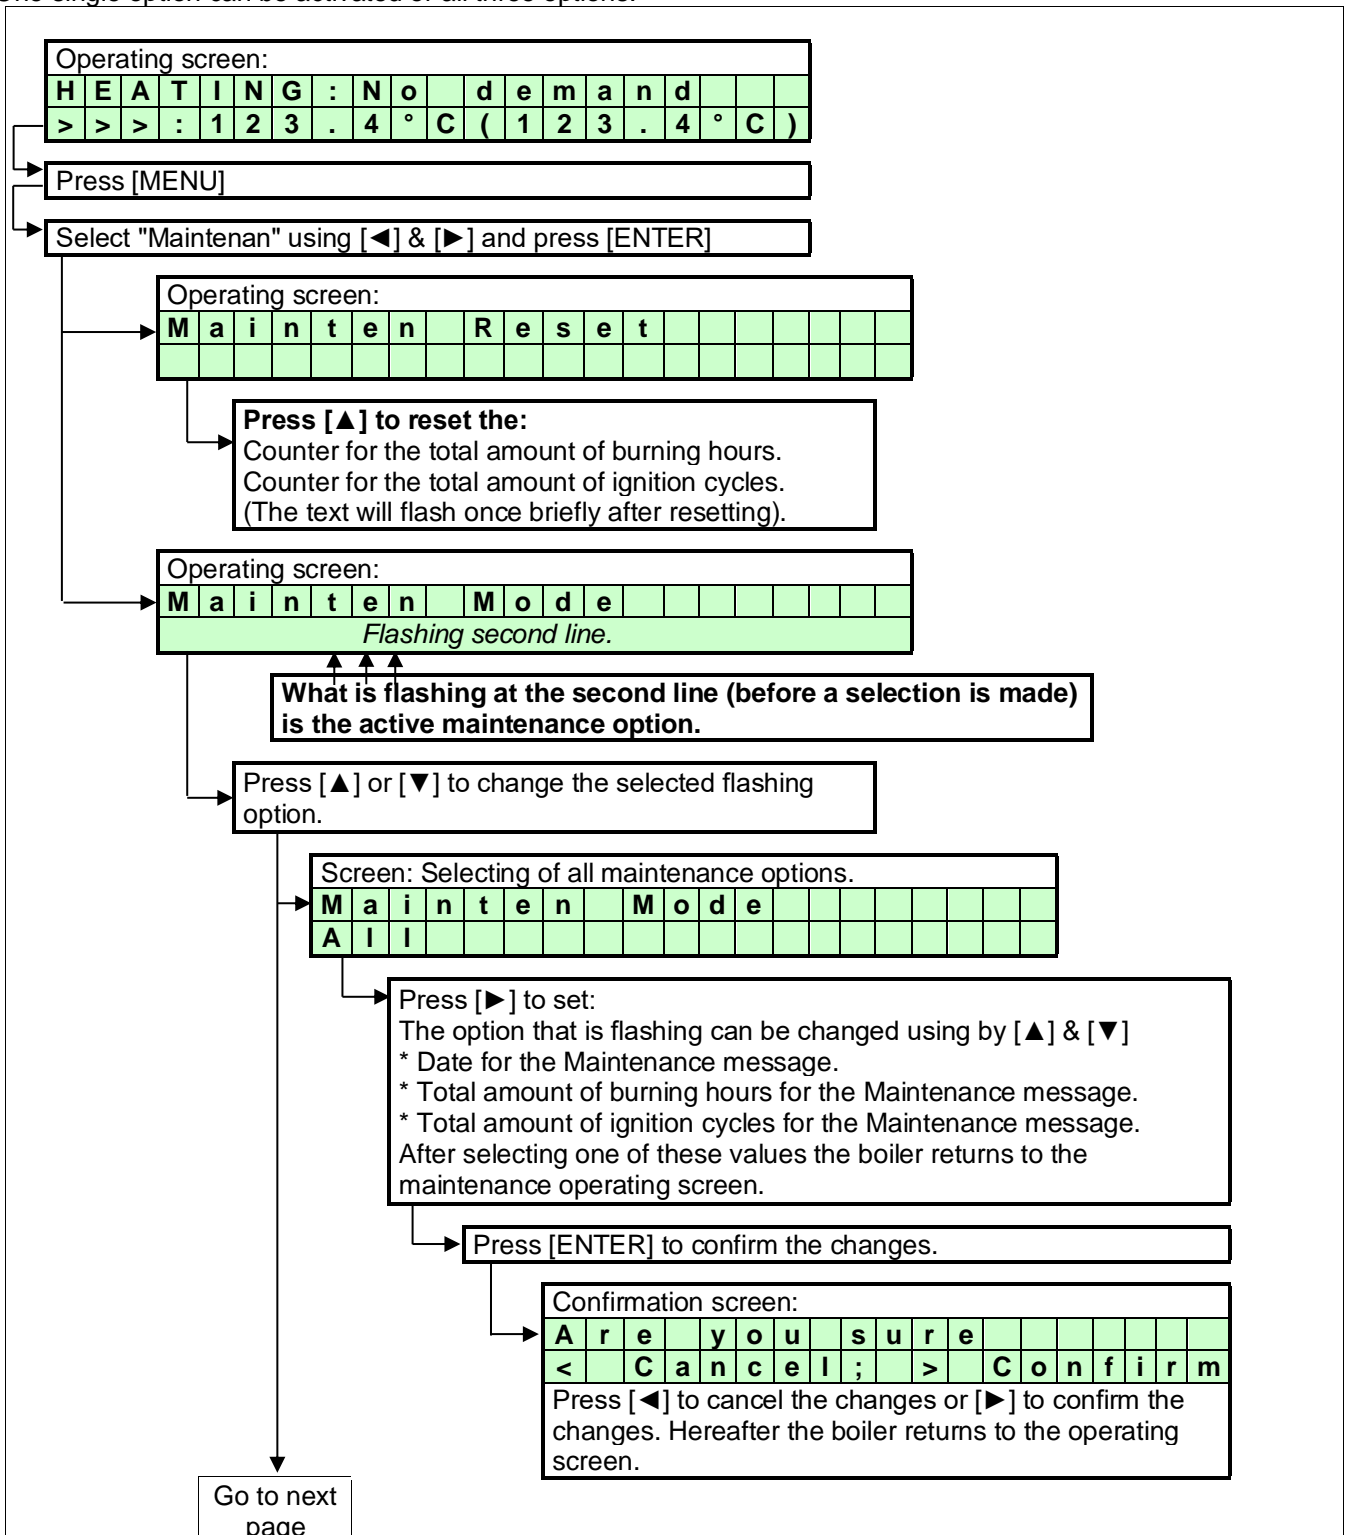 One single option can be activated or all three options.
Operating screen:
HEATING:No demand
>>>:123.4°C(123.4°C)
Press [MENU]
Select "Maintenan" using [◄] & [►] and press [ENTER]
Operating screen:
Mainten Reset
Press [▲] to reset the:
Counter for the total amount of burning hours.
Counter for the total amount of ignition cycles.
(The text will flash once briefly after resetting).
Operating screen:
Mainten Mode
Flashing second line.
What is flashing at the second line (before a selection is made)
is the active maintenance option.
Press [▲] or [▼] to change the selected flashing
option.
Screen: Selecting of all maintenance options.
Mainten Mode
All
Press [►] to set:
The option that is flashing can be changed using by [▲] & [▼]
* Date for the Maintenance message.
* Total amount of burning hours for the Maintenance message.
* Total amount of ignition cycles for the Maintenance message.
After selecting one of these values the boiler returns to the
maintenance operating screen.
Press [ENTER] to confirm the changes.
Confirmation screen:
Are you sure
< Cancel; > Confirm
Press [◄] to cancel the changes or [►] to confirm the
changes. Hereafter the boiler returns to the operating
screen.
Go to next
page